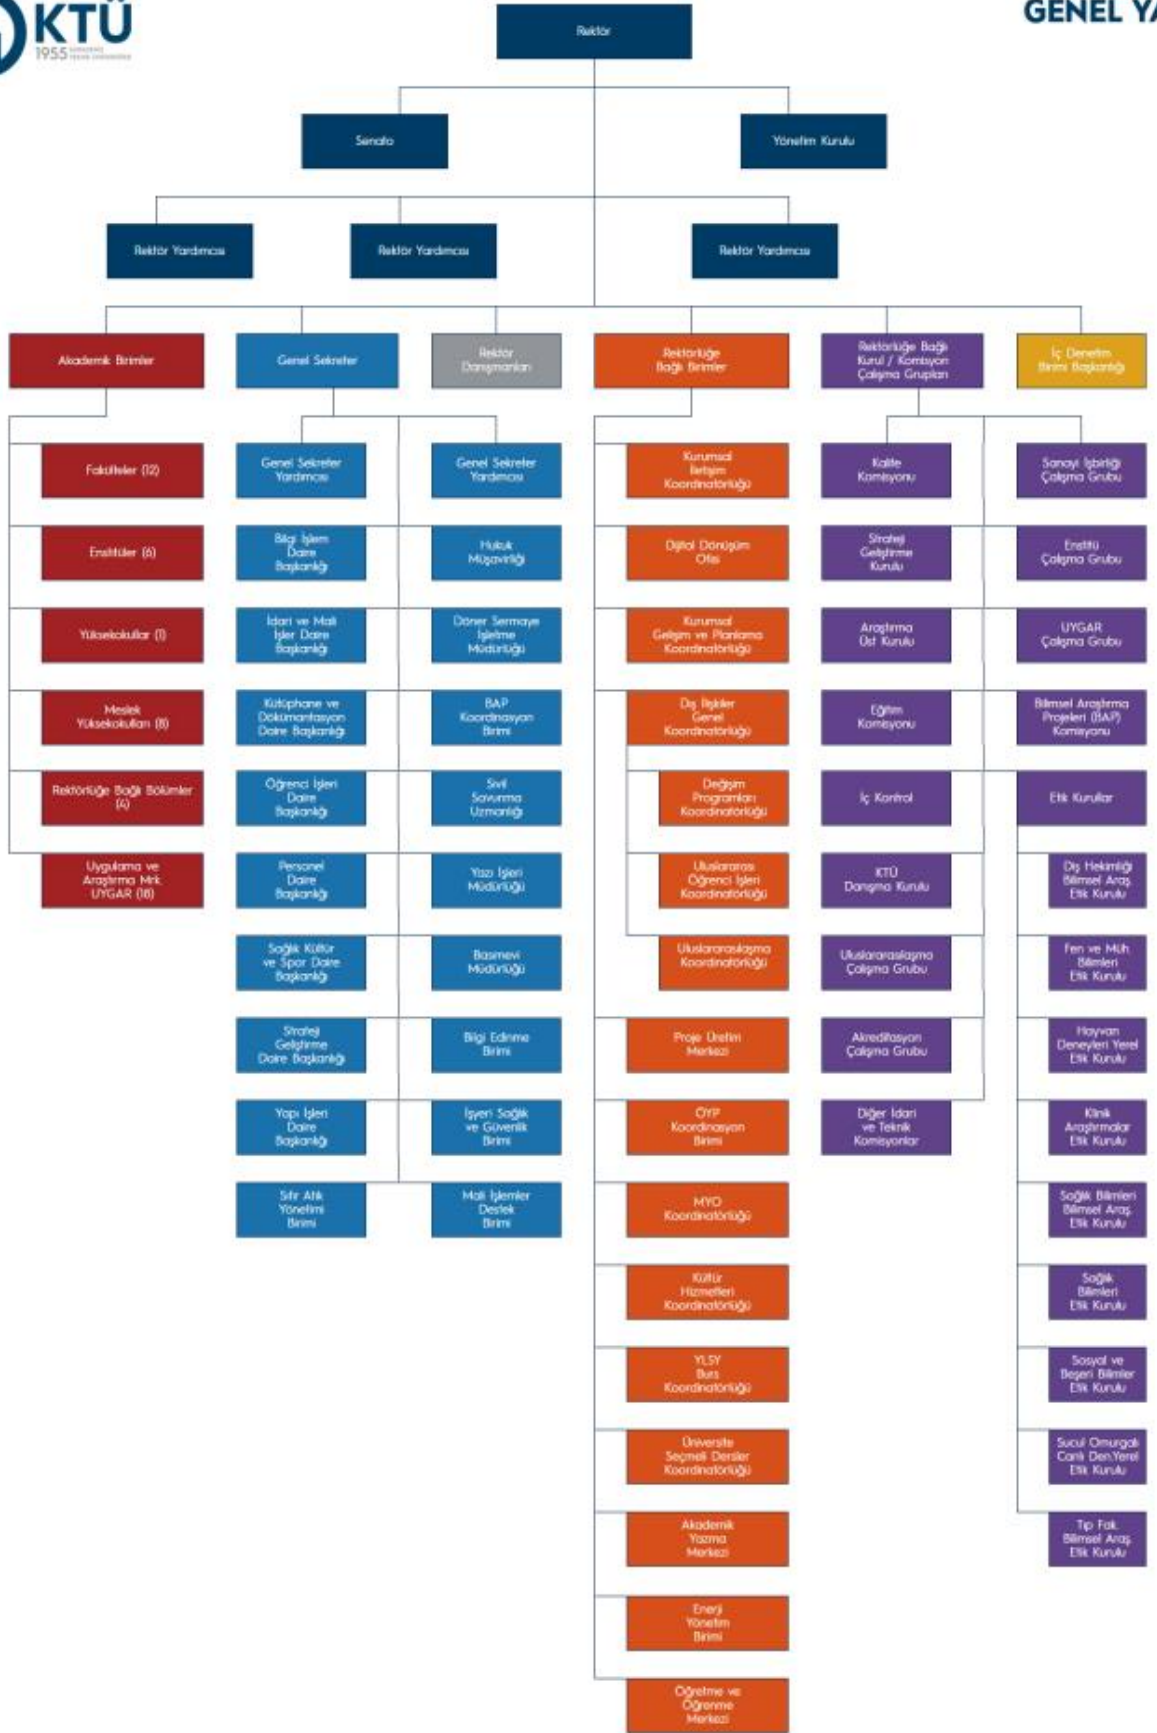 KTÜ
1955
GENEL YA
Rektör
Senato
Yönetim Kurulu
Rektör Yardımcısı
Rektör Yardımcısı
Rektör Yardımcısı
Akademik Birimler
Genel Sekreter
Rektör
Danışmanları
Rektörlüğe
Bağlı Birimler
Rektörlüğe Bağlı
Kurul / Komisyon
Çalışma Grupları
İç Denetim
Birimi Başkanlığı
Fakülteler (12)
Enstitüler (6)
Yüksekokullar (1)
Meslek
Yüksekokulları (8)
Rektörlüğe Bağlı Bölümler
(4)
Uygulama ve
Araştırma Mrk.
UYGAR (18)
Genel Sekreter
Yardımcısı
Bilgi İşlem
Daire
Başkanlığı
İdari ve Mali
İşler Daire
Başkanlığı
Kütüphane ve
Dokümantasyon
Daire Başkanlığı
Öğrenci İşleri
Daire
Başkanlığı
Personel
Daire
Başkanlığı
Sağlık Kültür
ve Spor Daire
Başkanlığı
Strateji
Geliştirme
Daire Başkanlığı
Yapı İşleri
Daire
Başkanlığı
Sıfır Atık
Yönetimi
Birimi
Genel Sekreter
Yardımcısı
Hukuk
Müşavirliği
Döner Sermaye
İşletme
Müdürlüğü
BAP
Koordinasyon
Birimi
Sivil
Savunma
Uzmanlığı
Yazı İşleri
Müdürlüğü
Basımevi
Müdürlüğü
Bilgi Edinme
Birimi
İşyeri Sağlık
ve Güvenlik
Birimi
Mali İşlemler
Destek
Birimi
Kurumsal
İletişim
Koordinatörlüğü
Dijital Dönüşüm
Ofisi
Kurumsal
Gelişim ve Planlama
Koordinatörlüğü
Dış İlişkiler
Genel
Koordinatörlüğü
Değişim
Programları
Koordinatörlüğü
Uluslararası
Öğrenci İşleri
Koordinatörlüğü
Uluslararasılaşma
Koordinatörlüğü
Proje Üretim
Merkezi
ÖYP
Koordinasyon
Birimi
MYO
Koordinatörlüğü
Kültür
Hizmetleri
Koordinatörlüğü
YLSY
Burs
Koordinatörlüğü
Üniversite
Seçmeli Dersler
Koordinatörlüğü
Akademik
Yazma
Merkezi
Enerji
Yönetim
Birimi
Öğretme ve
Öğrenme
Merkezi
Kalite
Komisyonu
Strateji
Geliştirme
Kurulu
Araştırma
Üst Kurulu
Eğitim
Komisyonu
İç Kontrol
KTÜ
Danışma Kurulu
Uluslararasılaşma
Çalışma Grubu
Akreditasyon
Çalışma Grubu
Diğer İdari
ve Teknik
Komisyonlar
Sanayi İşbirliği
Çalışma Grubu
Enstitü
Çalışma Grubu
UYGAR
Çalışma Grubu
Bilimsel Araştırma
Projeleri (BAP)
Komisyonu
Etik Kurullar
Diş Hekimliği
Bilimsel Araş.
Etik Kurulu
Fen ve Müh.
Bilimleri
Etik Kurulu
Hayvan
Deneyleri Yerel
Etik Kurulu
Klinik
Araştırmalar
Etik Kurulu
Sağlık Bilimleri
Bilimsel Araş.
Etik Kurulu
Sağlık
Bilimleri
Etik Kurulu
Sosyal ve
Beşeri Bilimler
Etik Kurulu
Sucul Omurgalı
Canlı Den.Yerel
Etik Kurulu
Tıp Fak.
Bilimsel Araş.
Etik Kurulu